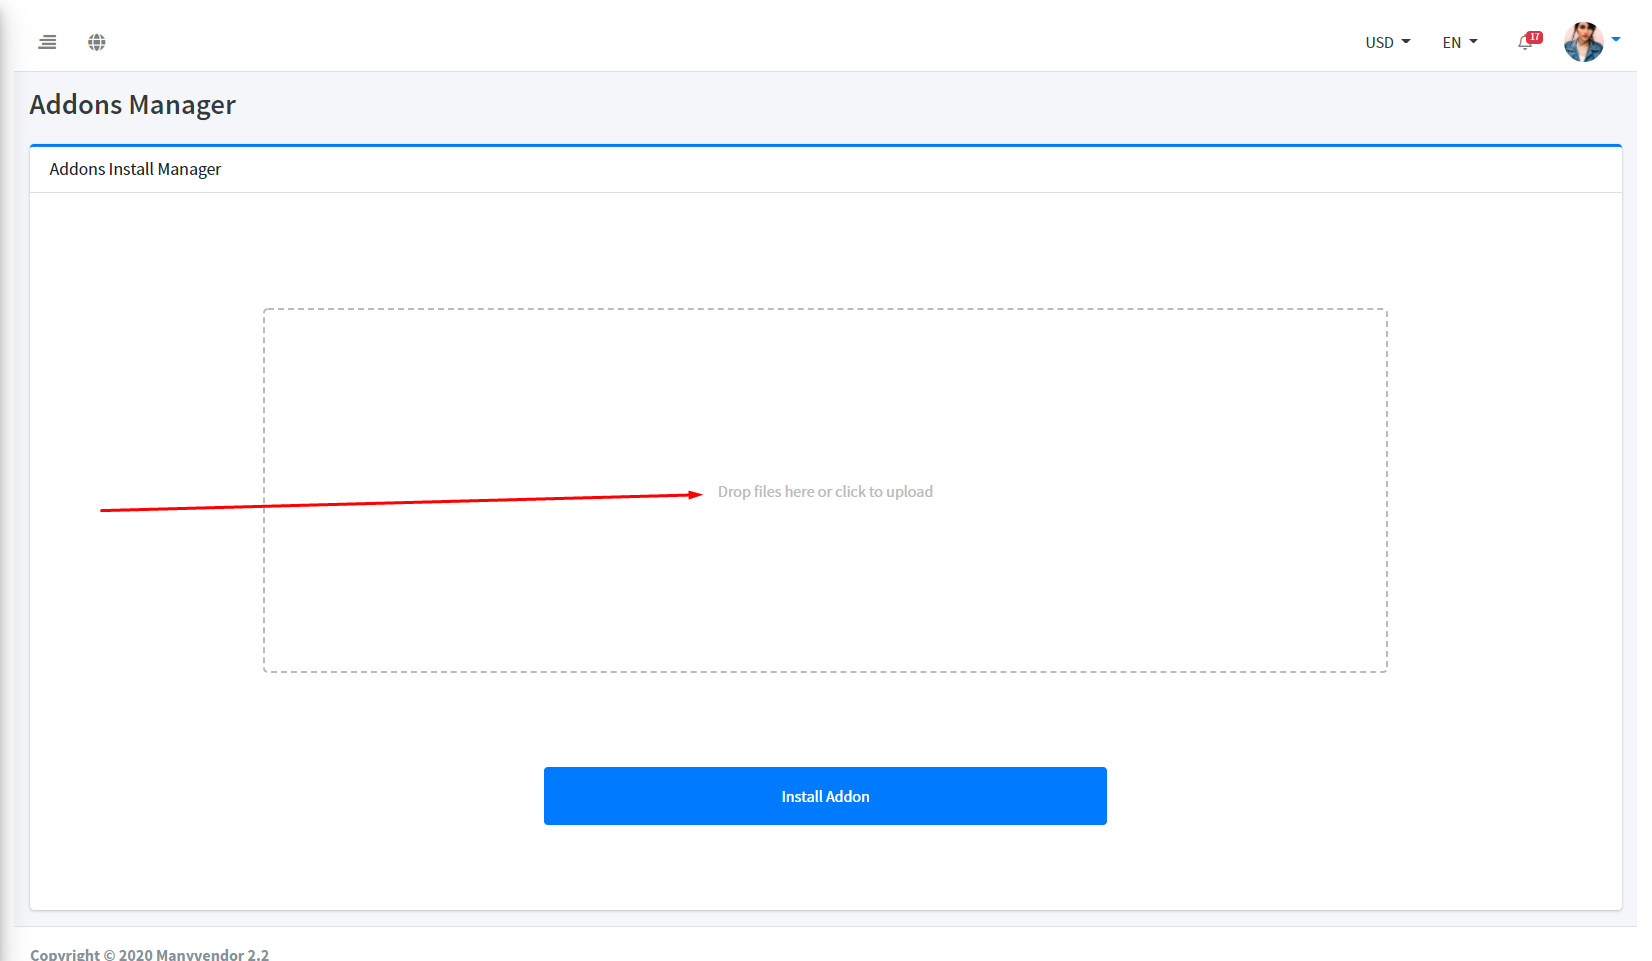 USD EN 17
Addons Manager
Addons Install Manager
Drop files here or click to upload
Install Addon
Copyright © 2020 Manyvendor 2.2